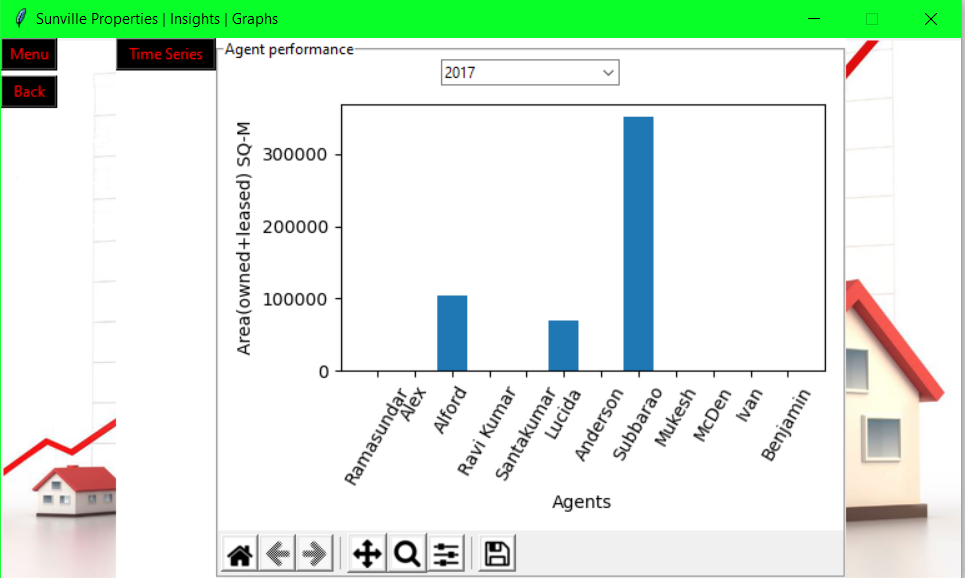 Sunville Properties | Insights | Graphs
Menu
Time Series
Back
Agent performance
2017
Area(owned+leased) SQ-M
300000
200000
100000
0
Ramasundar
Alex
Alford
Ravi Kumar
Santakumar
Lucida
Anderson
Subbarao
Mukesh
McDen
Ivan
Benjamin
Agents